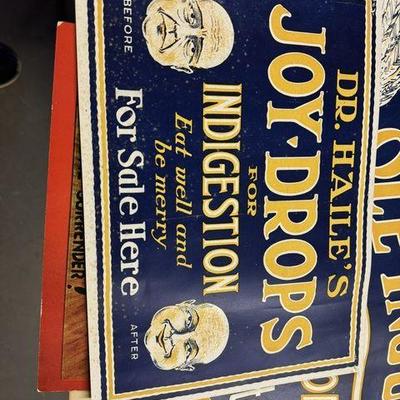 DR. HAILE'S
JOY-DROPS
FOR
INDIGESTION
Eat well and
be merry
For Sale Here
BEFORE
AFTER
SURRENDER!